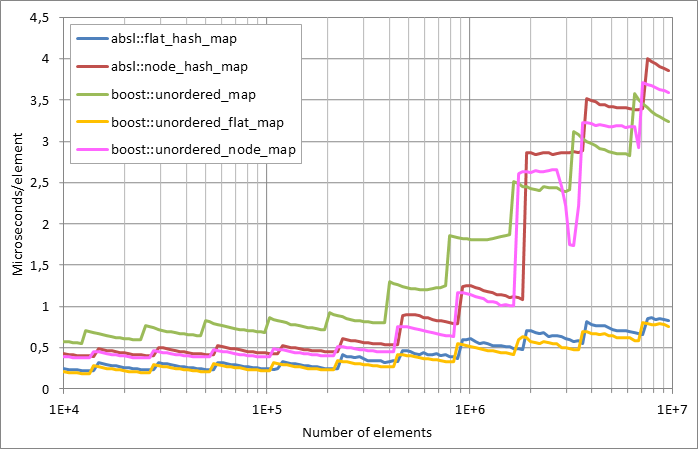 4,5
4
3,5
3
2,5
2
1,5
1
0,5
0
Microseconds/element
absl::flat_hash_map
absl::node_hash_map
boost::unordered_map
boost::unordered_flat_map
boost::unordered_node_map
1E+4 1E+5 1E+6 1E+7
Number of elements